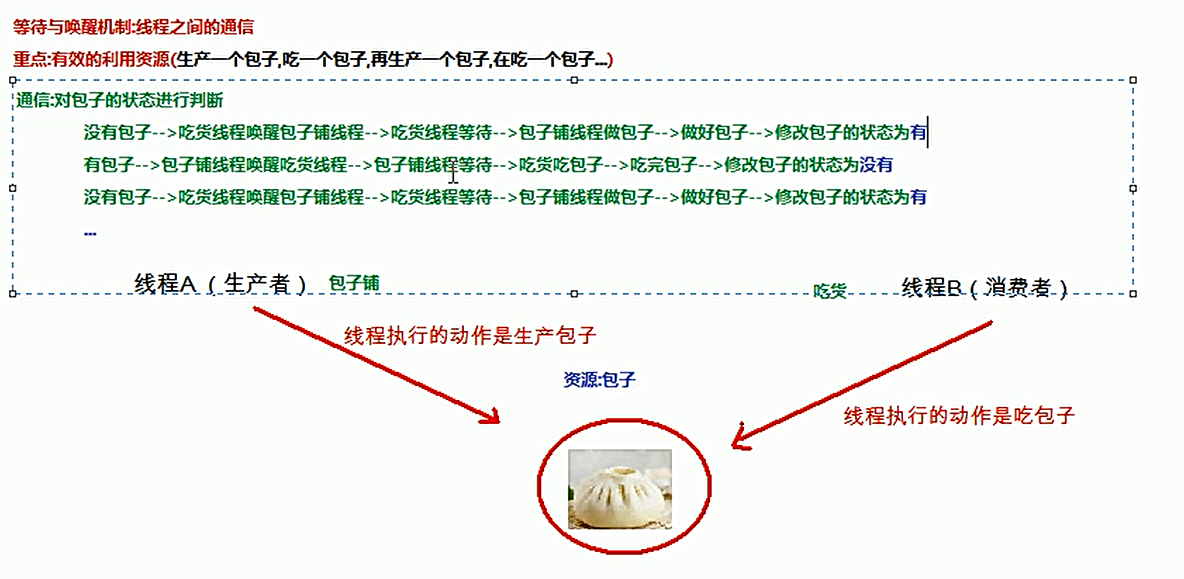 等待与唤醒机制:线程之间的通信
重点:有效的利用资源(生产一个包子,吃一个包子,再生产一个包子,在吃一个包子...)
通信:对包子的状态进行判断
没有包子-->吃货线程唤醒包子铺线程-->吃货线程等待-->包子铺线程做包子-->做好包子-->修改包子的状态为有
有包子-->包子铺线程唤醒吃货线程-->包子铺线程等待-->吃货吃包子-->吃完包子-->修改包子的状态为没有
没有包子-->吃货线程唤醒包子铺线程-->吃货线程等待-->包子铺线程做包子-->做好包子-->修改包子的状态为有
...
线程A（生产者） 包子铺
吃货 线程B（消费者）
线程执行的动作是生产包子
资源:包子
线程执行的动作是吃包子